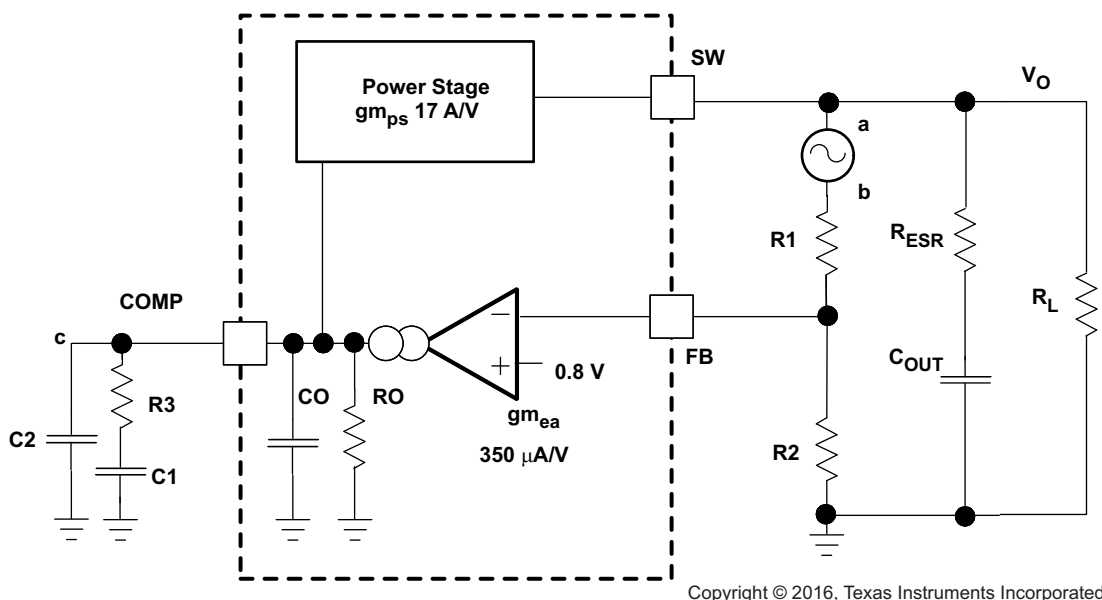 Power Stage
gm_ps 17 A/V
SW
V_O
a
b
R1
R_ESR
R_L
COMP
c
FB
0.8 V
C_OUT
R3
CO
RO
gm_ea
C2
350 μA/V
R2
C1
−
+
Copyright © 2016, Texas Instruments Incorporated